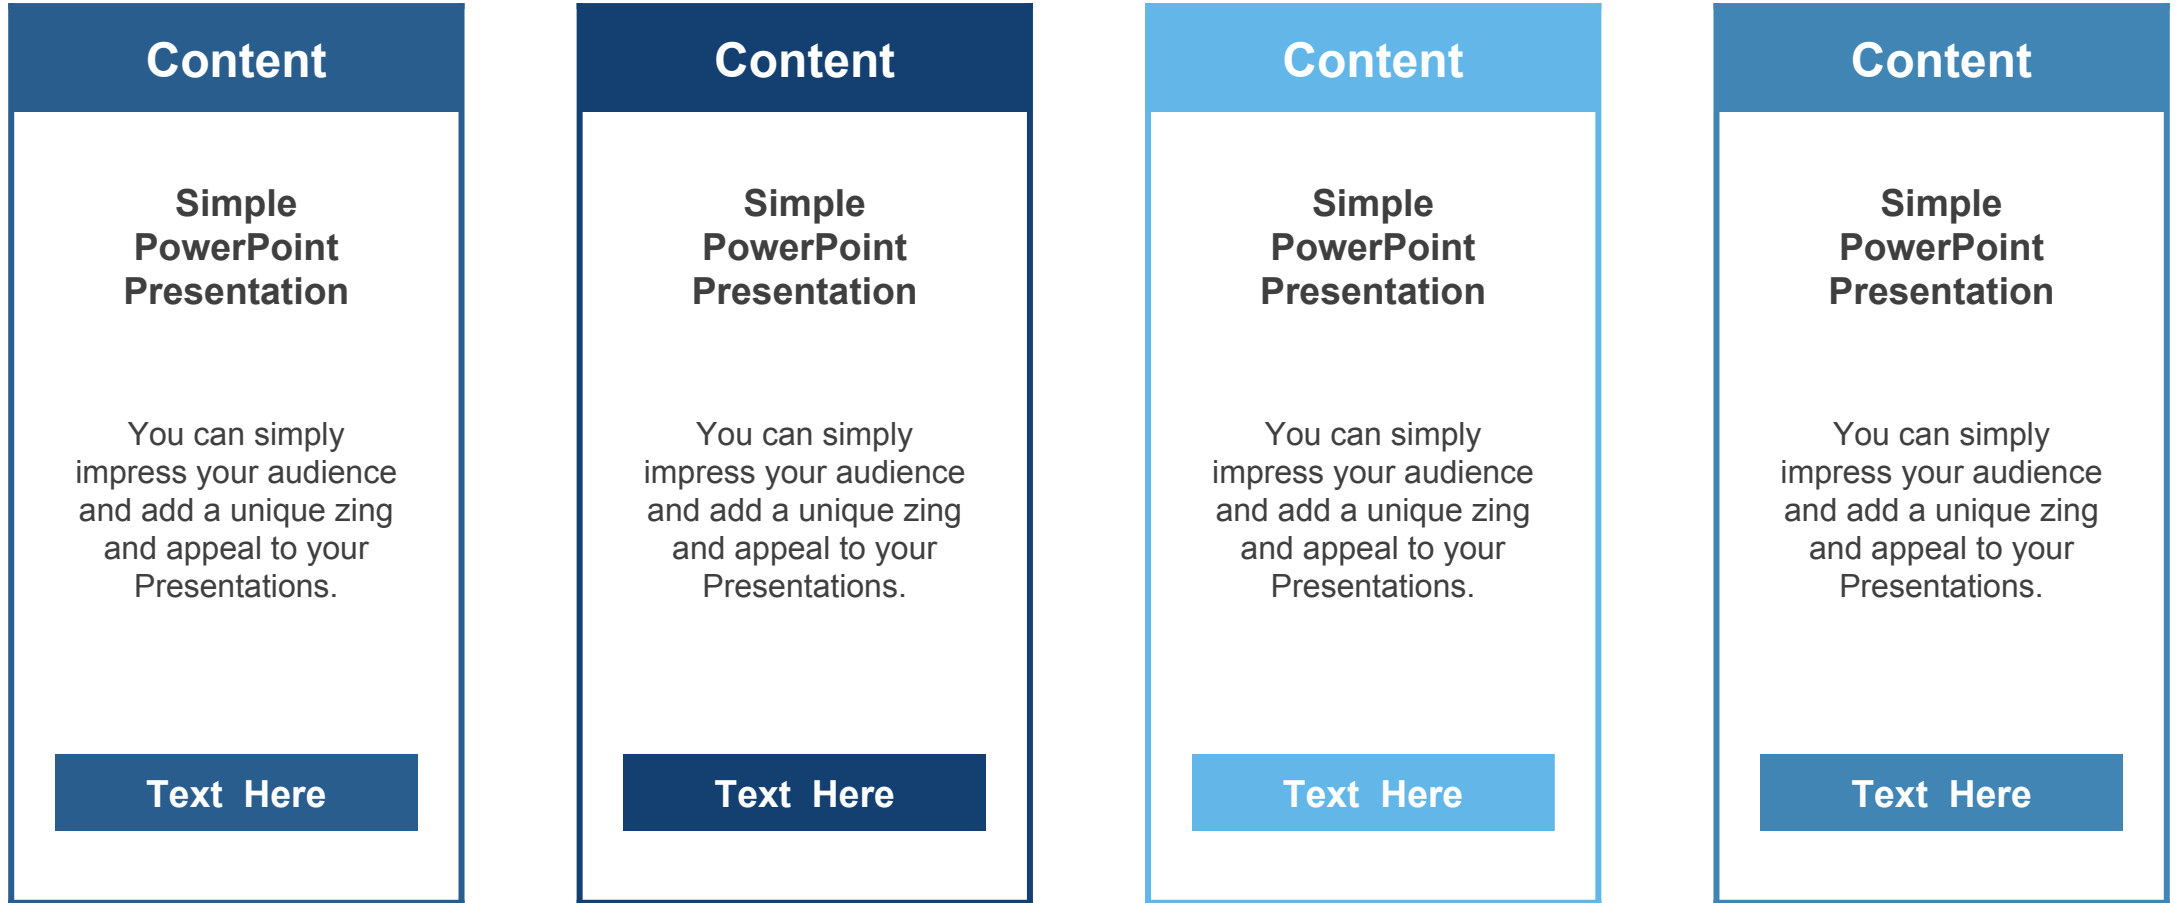 Content
Simple
PowerPoint
Presentation
You can simply
impress your audience
and add a unique zing
and appeal to your
Presentations.
Text  Here
Content
Simple
PowerPoint
Presentation
You can simply
impress your audience
and add a unique zing
and appeal to your
Presentations.
Text  Here
Content
Simple
PowerPoint
Presentation
You can simply
impress your audience
and add a unique zing
and appeal to your
Presentations.
Text  Here
Content
Simple
PowerPoint
Presentation
You can simply
impress your audience
and add a unique zing
and appeal to your
Presentations.
Text  Here